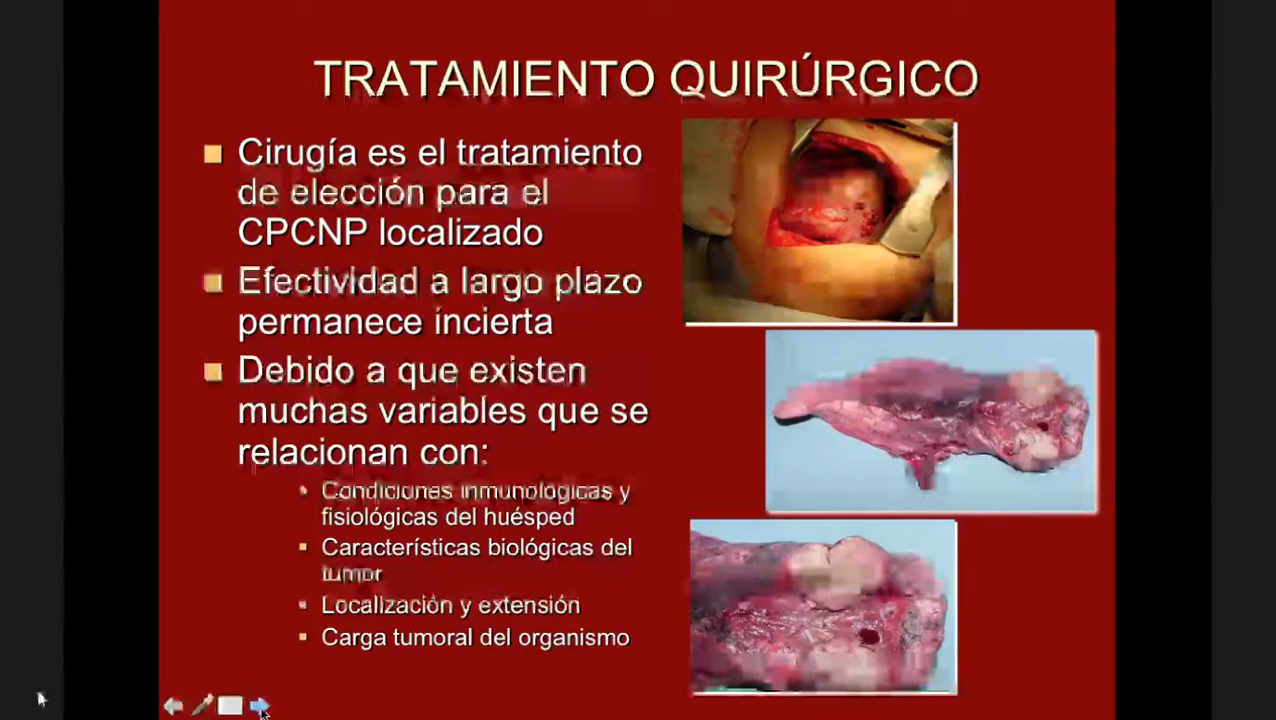 TRATAMIENTO QUIRÚRGICO
Cirugía es el tratamiento
de elección para el
CPCNP localizado
Efectividad a largo plazo
permanece incierta
Debido a que existen
muchas variables que se
relacionan con:
Condiciones inmunológicas y
fisiológicas del huésped
Características biológicas del
tumor
Localización y extensión
Carga tumoral del organismo